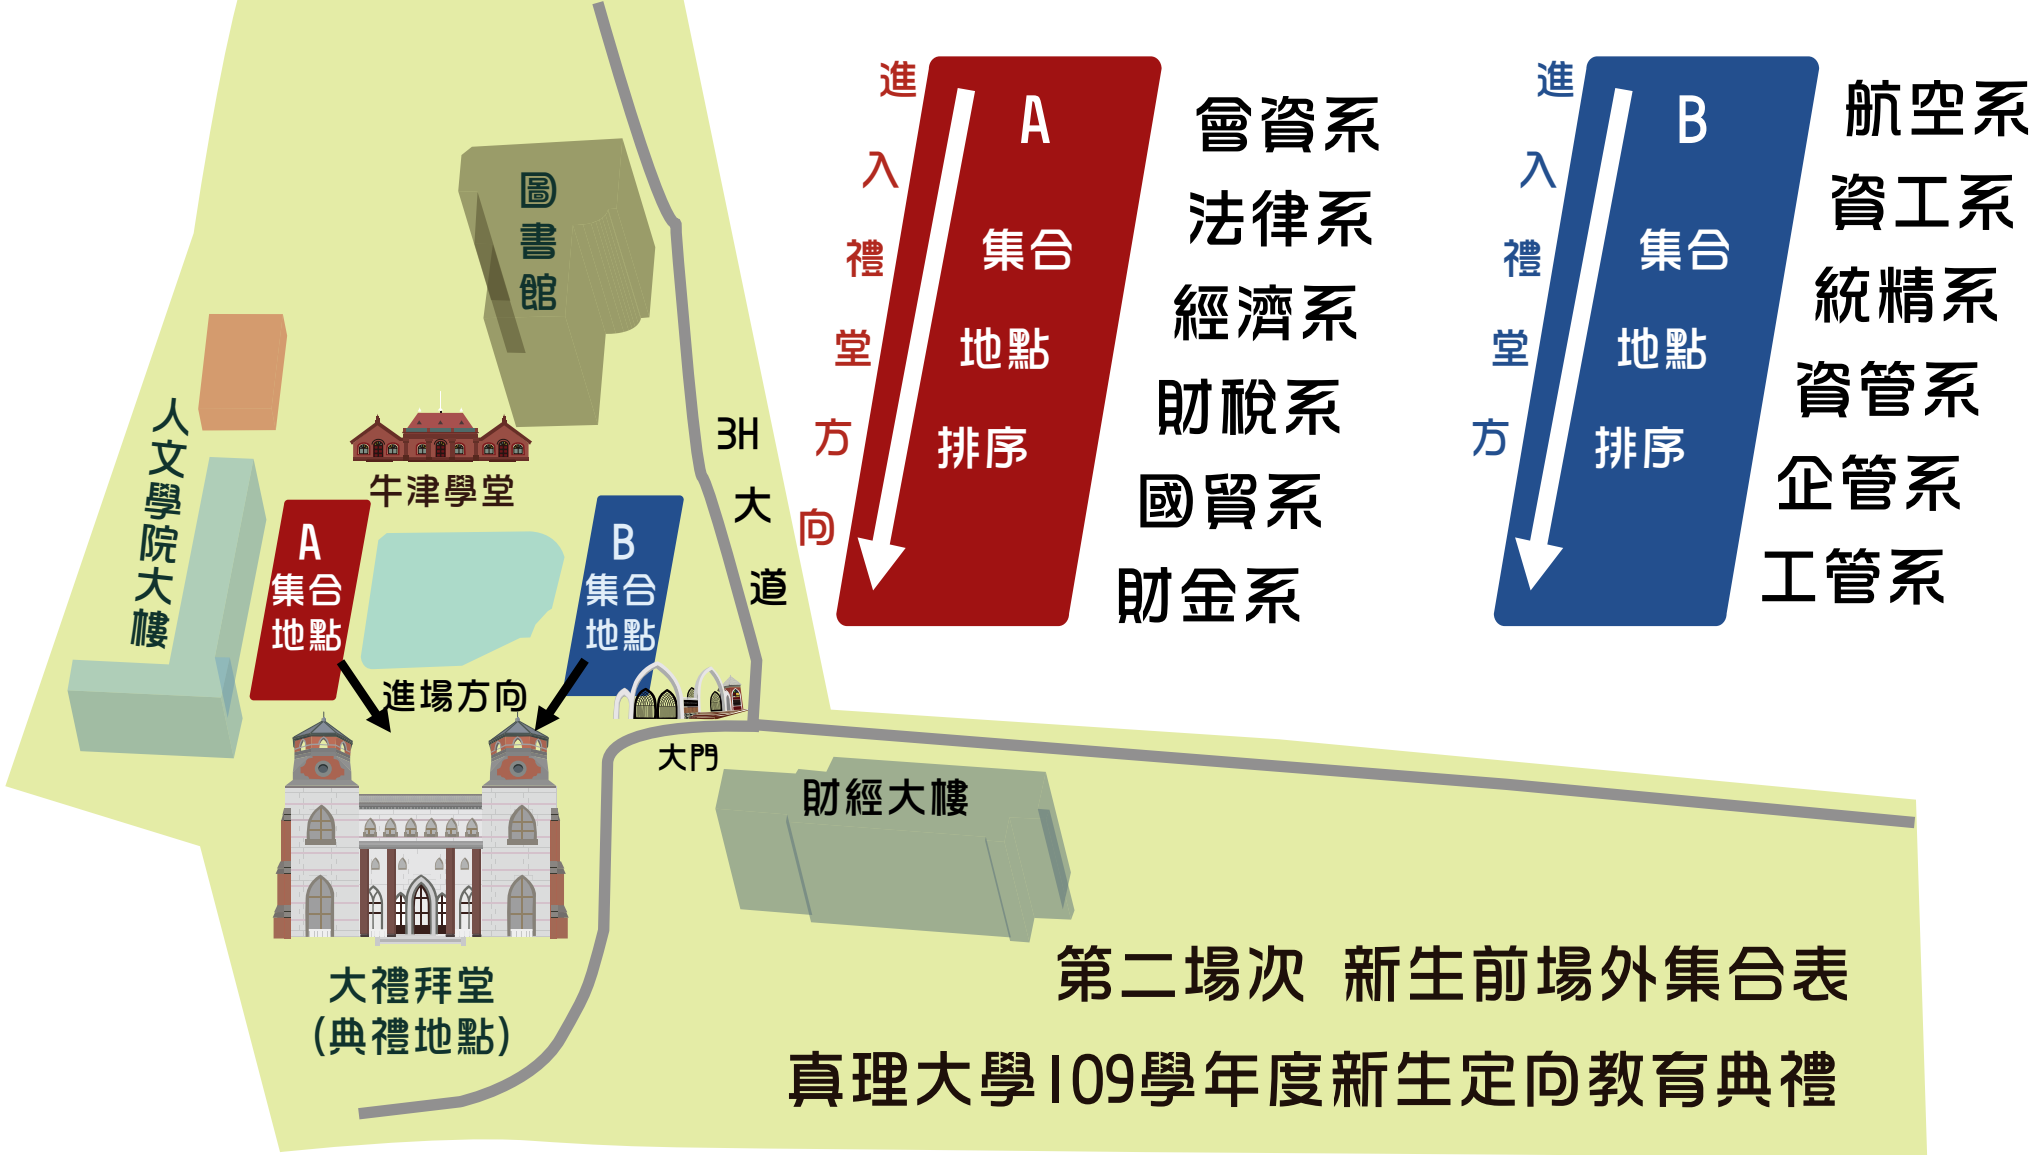 圖書館
人文學院大樓
牛津學堂
A
集合
地點
B
集合
地點
3H大道
進場方向
大門
財經大樓
大禮拜堂
(典禮地點)
進入禮堂方向
A
集合
地點
排序
會資系
法律系
經濟系
財稅系
國貿系
財金系
進入禮堂方
B
集合
地點
排序
航空系
資工系
統精系
資管系
企管系
工管系
第二場次 新生前場外集合表
真理大學109學年度新生定向教育典禮